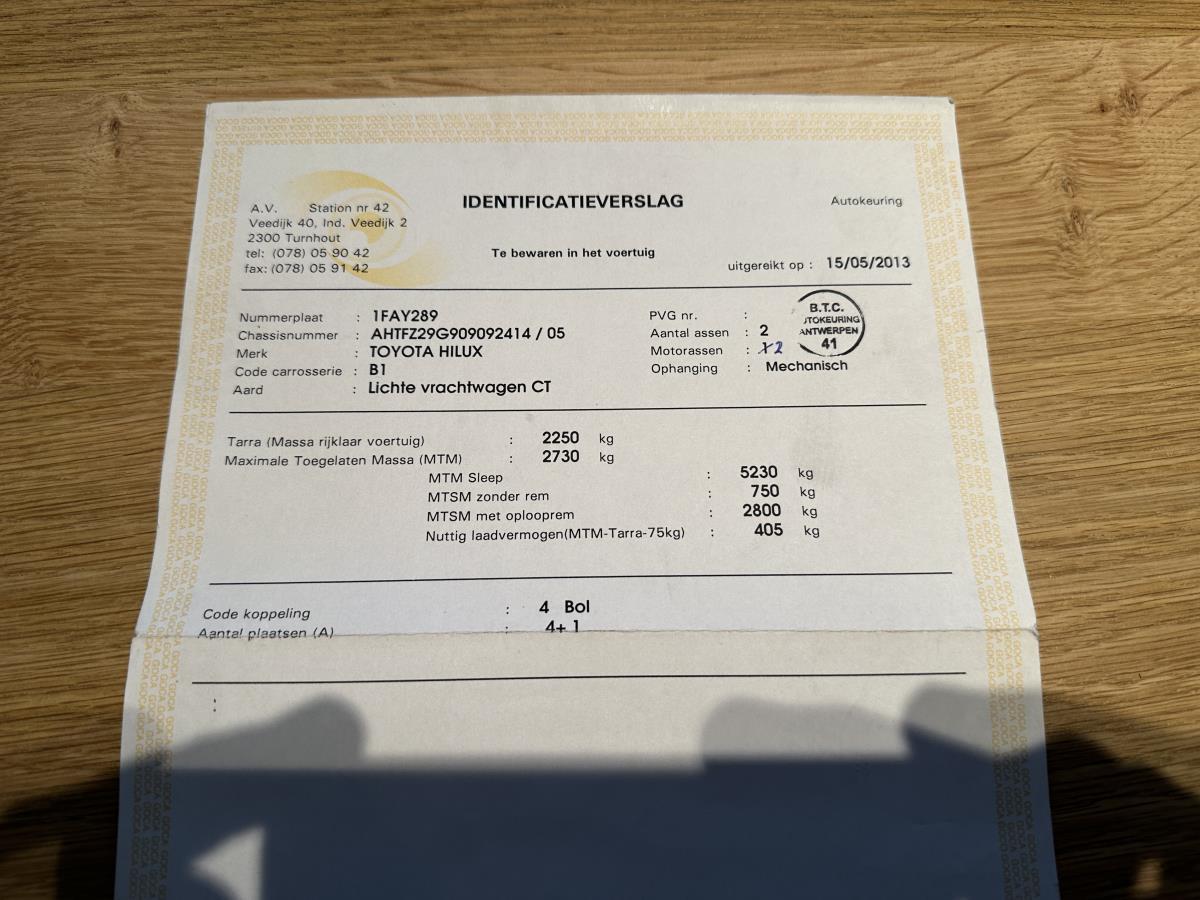 A.V. Station nr 42
Veedijk 40, Ind. Veedijk 2
2300 Turnhout
tel: (078) 05 90 42
fax: (078) 05 91 42
IDENTIFICATIEVERSLAG
Te bewaren in het voertuig
Autokeuring
uitgereikt op : 15/05/2013
Nummerplaat : 1FAY289
Chassisnummer : AHTFZ29G909092414 / 05
Merk : TOYOTA HILUX
Code carrosserie : B1
Aard : Lichte vrachtwagen CT
PVG nr. :
Aantal assen : 2
Motorassen : 2
Ophanging : Mechanisch
B.T.C.
UTOKEURING
ANTWERPEN
41
Tarra (Massa rijklaar voertuig) : 2250 kg
Maximale Toegelaten Massa (MTM) : 2730 kg
MTM Sleep : 5230 kg
MTSM zonder rem : 750 kg
MTSM met oplooprem : 2800 kg
Nuttig laadvermogen(MTM-Tarra-75kg) : 405 kg
Code koppeling : 4 Bol
Aantal plaatsen (A) : 4+ 1
: